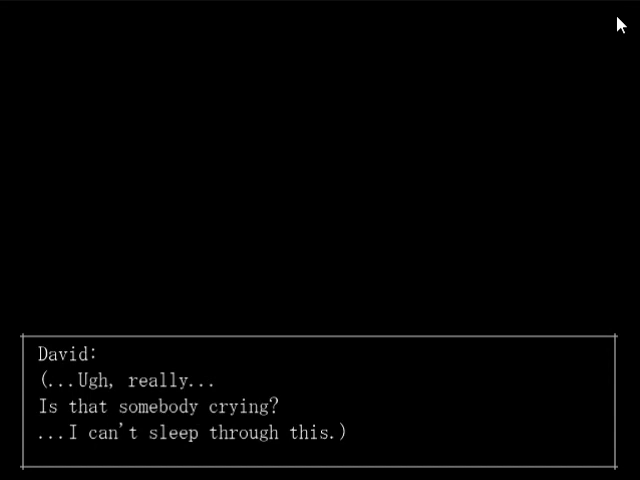 David:
(...Ugh, really...
Is that somebody crying?
...I can't sleep through this.)